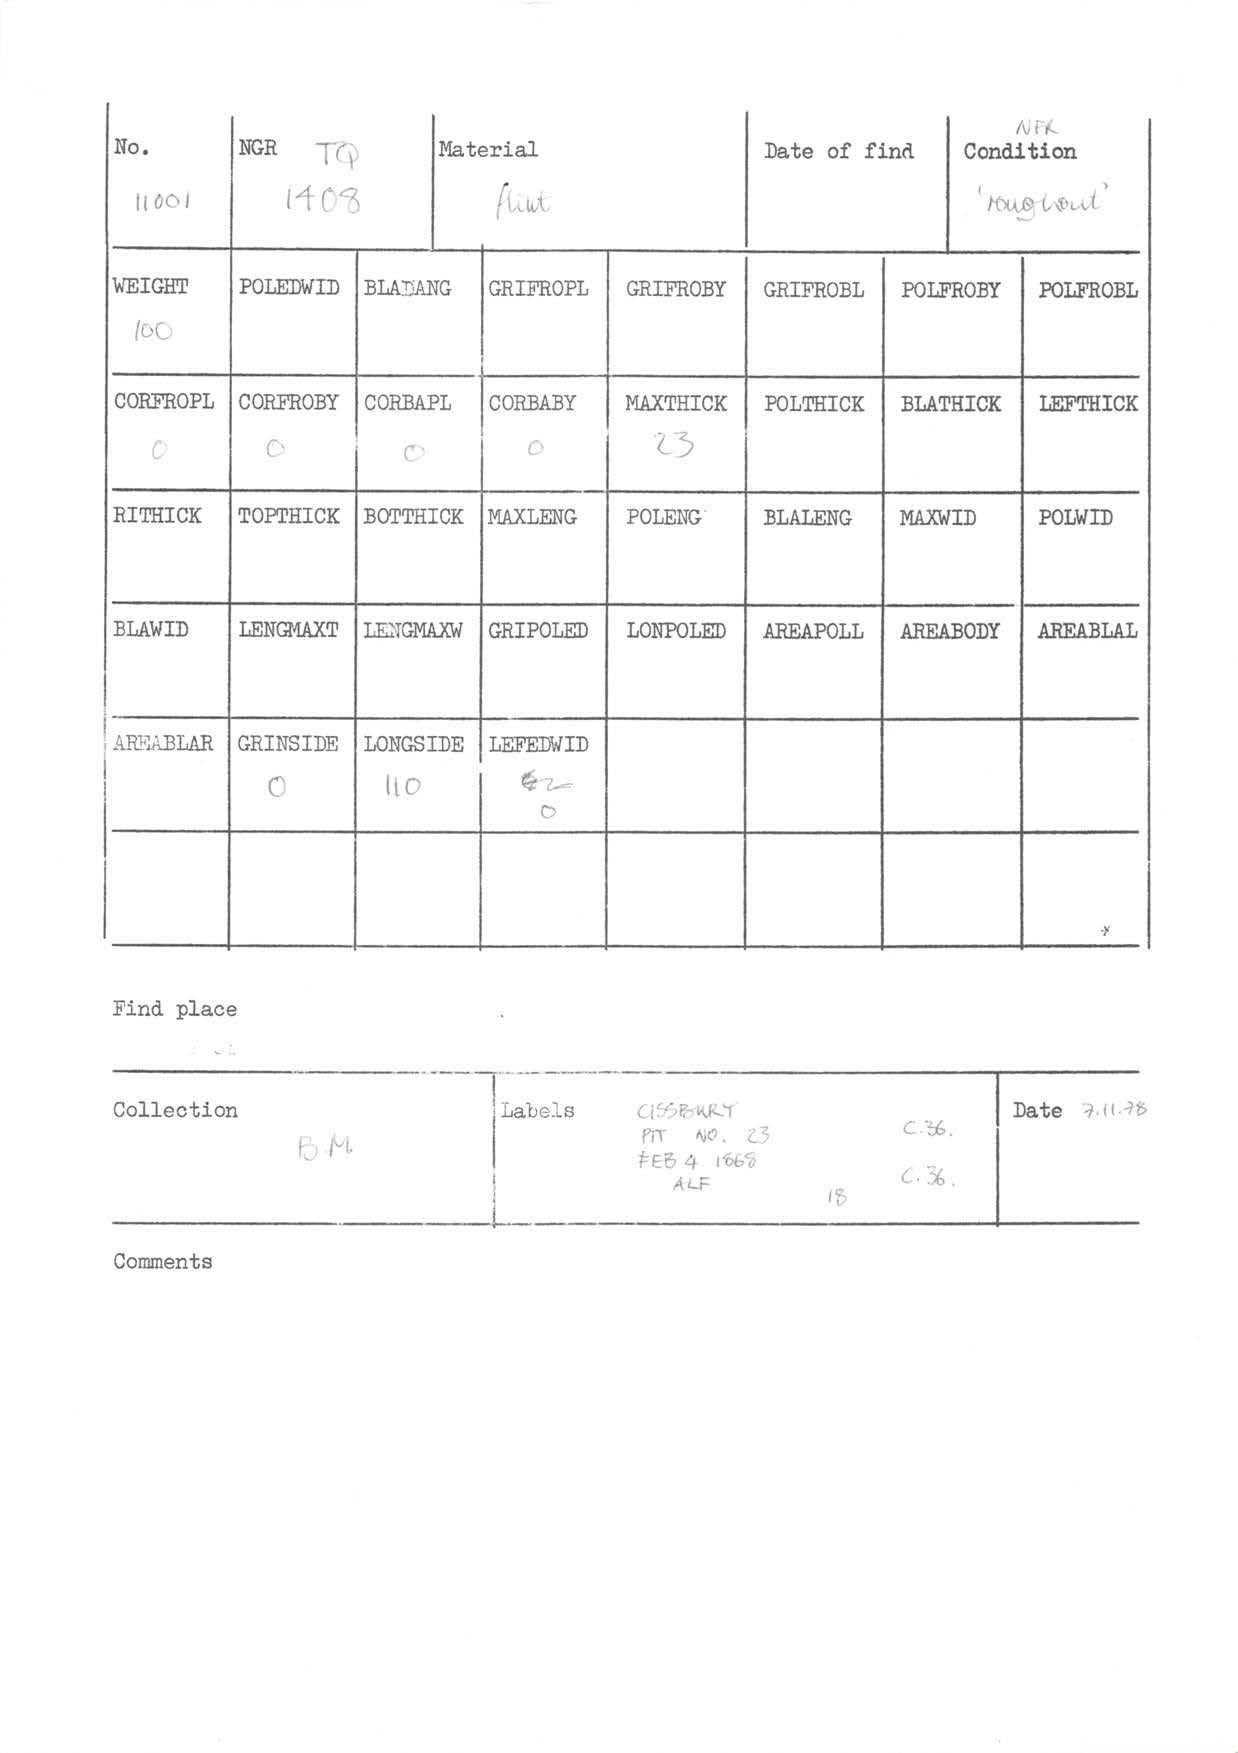 NFR
No. NGR TQ Material Date of find Condition
11001 1408 flint 'roughout'
WEIGHT POLEDWID BLADANG GRIFROPL GRIFROBY GRIFROBL POLFROBY POLFROBL
100
CORFROPL CORFROBY CORBAPL CORBABY MAXTHICK POLTHICK BLATHICK LEFTHICK
0 0 0 0 23
RITHICK TOPTHICK BOTTHICK MAXLENG POLENG BLALENG MAXWID POLWID
BLAWID LENGMAXT LENGMAXW GRIPOLED LONPOLED AREAPOLL AREABODY AREABLAL
AREABLAR GRINSIDE LONGSIDE LEFEDWID
0 110
0
Find place
Collection Labels CISSBURY Date 7.11.78
B.M. PIT NO. 23 C.36.
FEB 4 1868
ALF C.36.
18
Comments